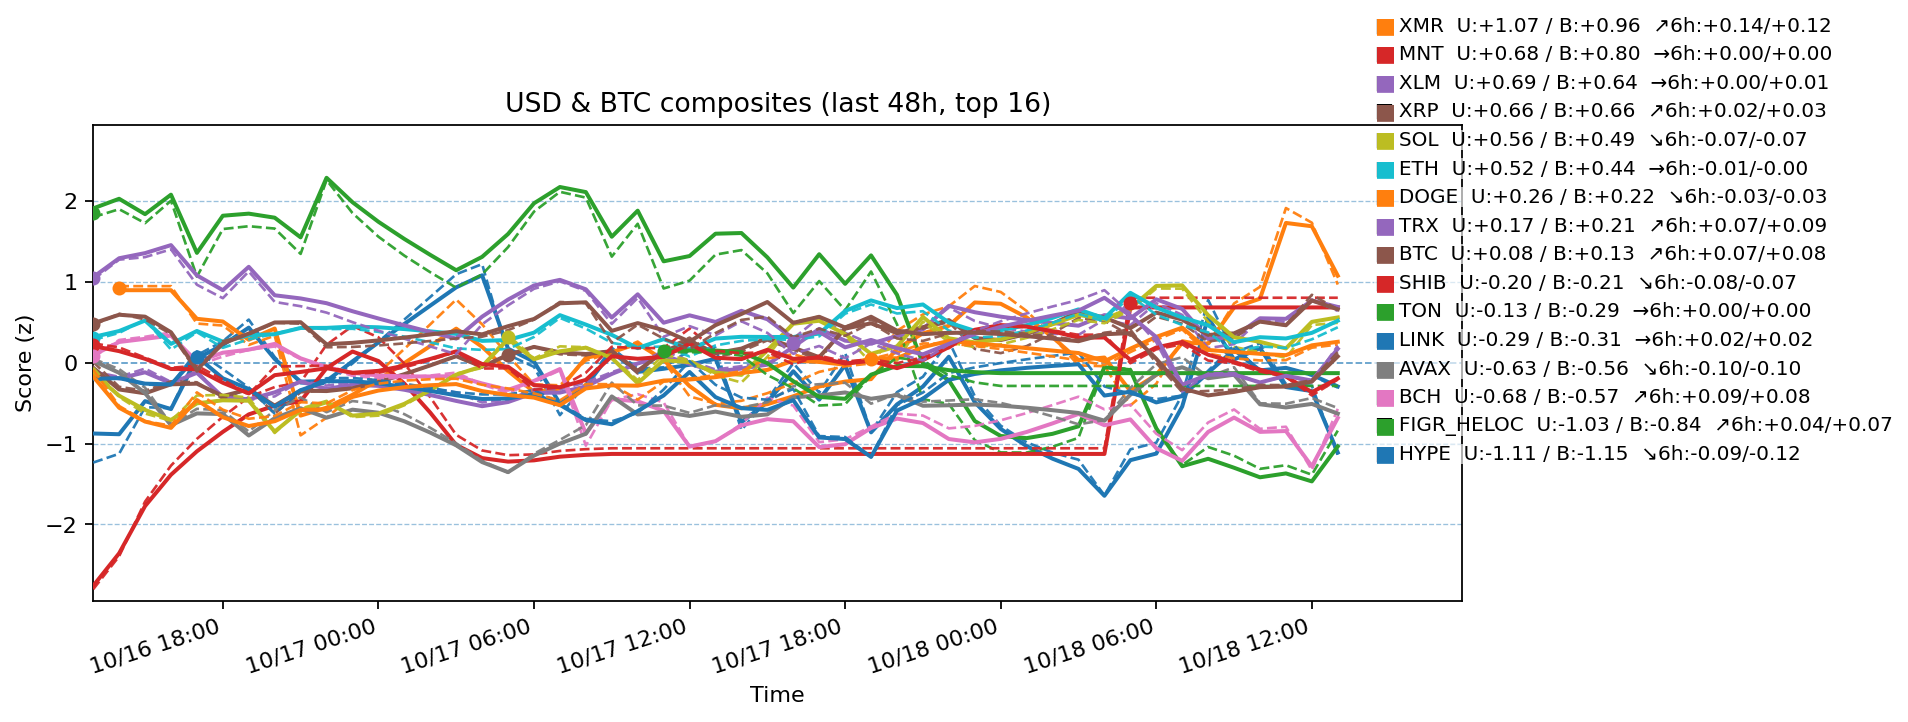 USD & BTC composites (last 48h, top 16)
XMR U:+1.07 / B:+0.96 ↗6h:+0.14/+0.12
MNT U:+0.68 / B:+0.80 →6h:+0.00/+0.00
XLM U:+0.69 / B:+0.64 →6h:+0.00/+0.01
XRP U:+0.66 / B:+0.66 ↗6h:+0.02/+0.03
SOL U:+0.56 / B:+0.49 ↘6h:-0.07/-0.07
ETH U:+0.52 / B:+0.44 →6h:-0.01/-0.00
DOGE U:+0.26 / B:+0.22 ↘6h:-0.03/-0.03
TRX U:+0.17 / B:+0.21 ↗6h:+0.07/+0.09
BTC U:+0.08 / B:+0.13 ↗6h:+0.07/+0.08
SHIB U:-0.20 / B:-0.21 ↘6h:-0.08/-0.07
TON U:-0.13 / B:-0.29 →6h:+0.00/+0.00
LINK U:-0.29 / B:-0.31 →6h:+0.02/+0.02
AVAX U:-0.63 / B:-0.56 ↘6h:-0.10/-0.10
BCH U:-0.68 / B:-0.57 ↗6h:+0.09/+0.08
FIGR_HELOC U:-1.03 / B:-0.84 ↗6h:+0.04/+0.07
HYPE U:-1.11 / B:-1.15 ↘6h:-0.09/-0.12
Score (z)
2
1
0
−1
−2
10/16 18:00
10/17 00:00
10/17 06:00
10/17 12:00
10/17 18:00
10/18 00:00
10/18 06:00
10/18 12:00
Time